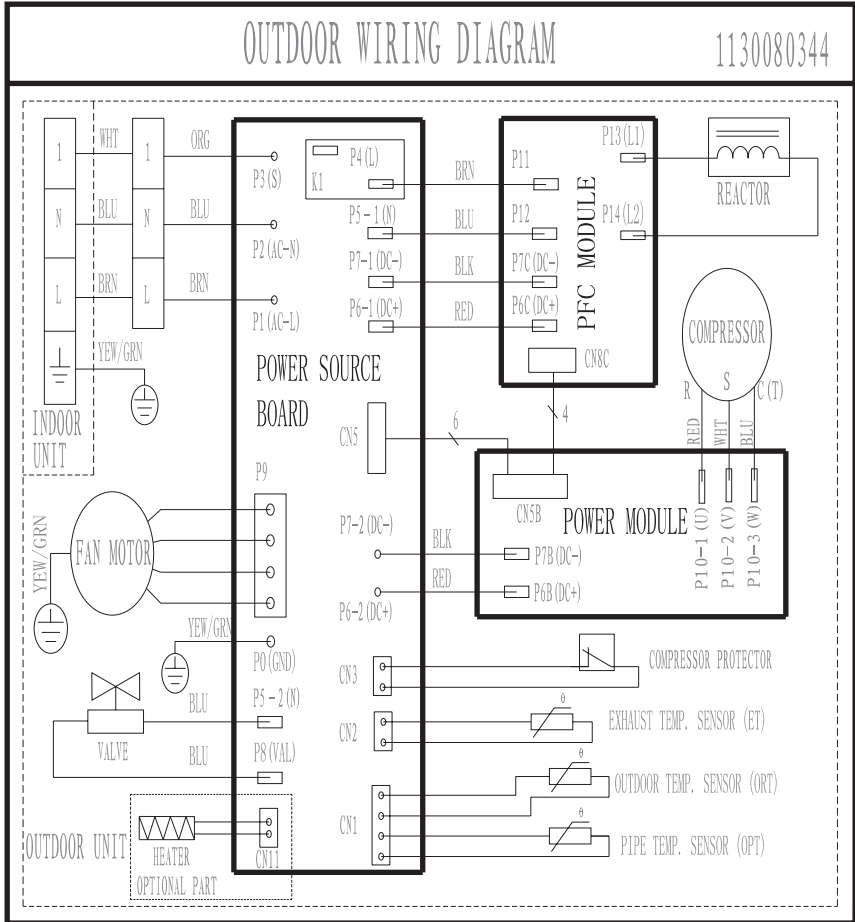 OUTDOOR WIRING DIAGRAM
1130080344
1
WHT
1
ORG
P3(S)
N
BLU
N
BLU
P2(AC-N)
L
BRN
L
BRN
P1(AC-L)
YEW/GRN
INDOOR
UNIT
K1
P4(L)
BRN
P11
P5-1(N)
BLU
P12
P7-1(DC-)
BLK
P7C(DC-)
P6-1(DC+)
RED
P6C(DC+)
PFC MODULE
P13(L1)
P14(L2)
REACTOR
CN8C
POWER SOURCE
BOARD
CN5
6
4
COMPRESSOR
R
S
C(T)
RED
WHT
BLU
CN5B
POWER MODULE
P10-1(U)
P10-2(V)
P10-3(W)
P9
FAN MOTOR
YEW/GRN
P7-2(DC-)
BLK
P7B(DC-)
RED
P6B(DC+)
P6-2(DC+)
YEW/GRN
P0(GND)
CN3
COMPRESSOR PROTECTOR
VALVE
BLU
P5-2(N)
BLU
P8(VAL)
CN2
θ
EXHAUST TEMP. SENSOR (ET)
θ
OUTDOOR TEMP. SENSOR (ORT)
CN1
θ
PIPE TEMP. SENSOR (OPT)
OUTDOOR UNIT
HEATER
OPTIONAL PART
CN11